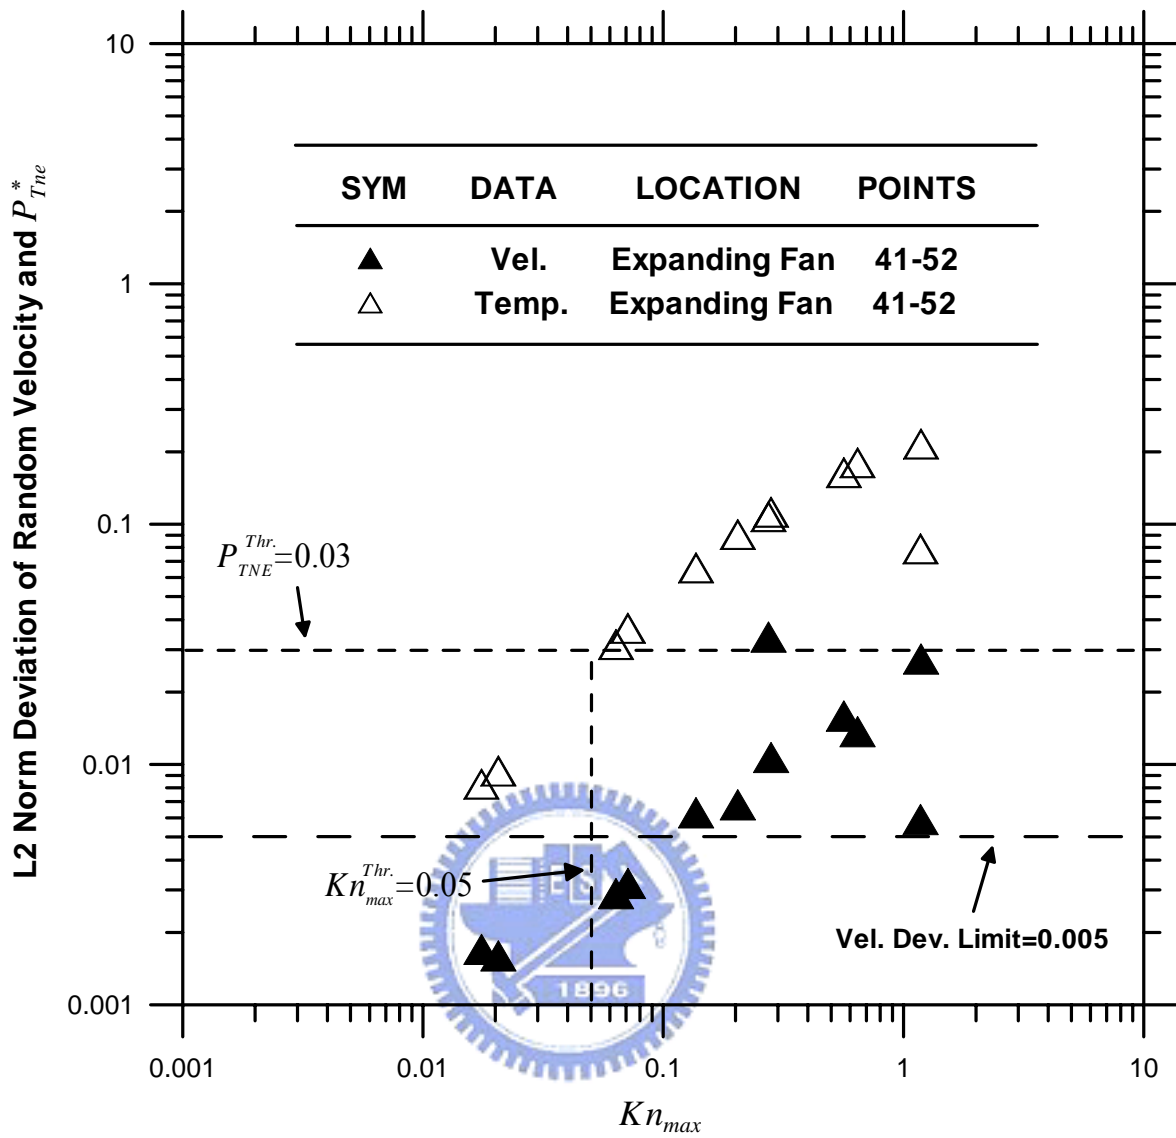 L2 Norm Deviation of Random Velocity and P*Tne
10
1
0.1
0.01
0.001
SYM DATA LOCATION POINTS
▲ Vel. Expanding Fan 41-52
△ Temp. Expanding Fan 41-52
P Thr. TNE =0.03
Kn Thr. max =0.05
Vel. Dev. Limit=0.005
1896
0.001 0.01 0.1 1 10
Kn max